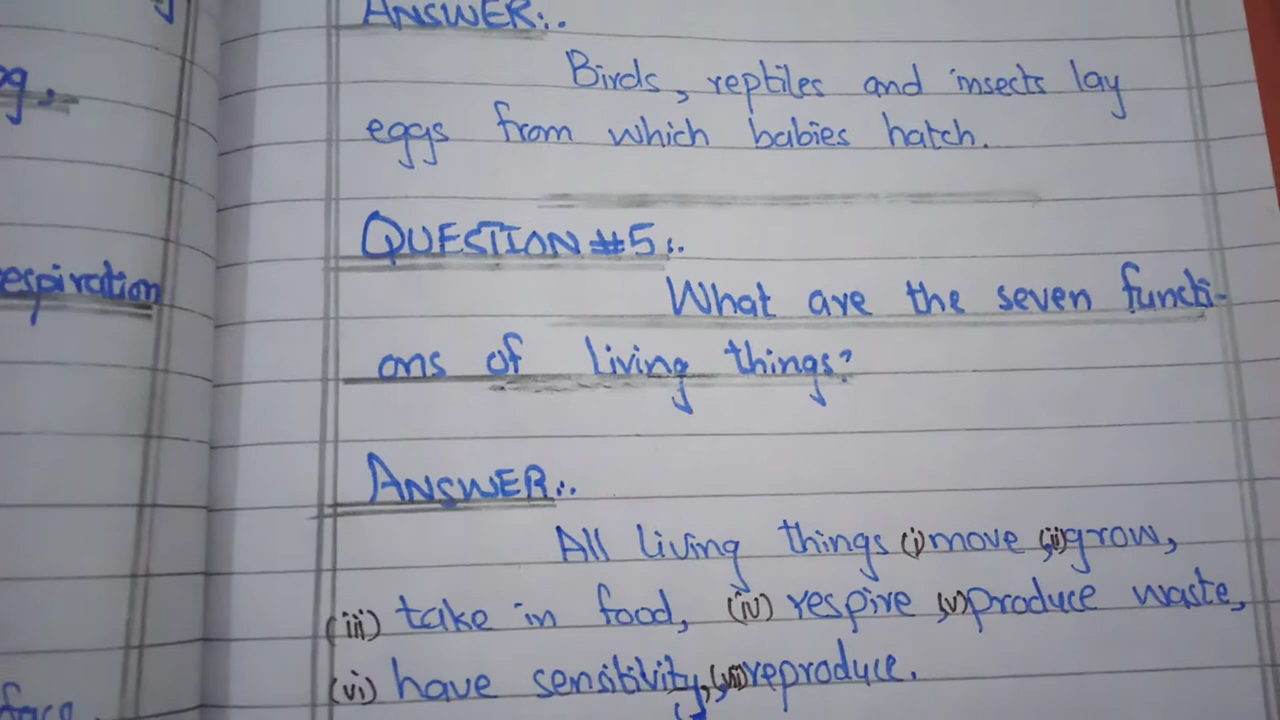 og.
espiration
face
ANSWER:.
Birds, reptiles and insects lay
eggs from which babies hatch.
QUESTION #5:.
What are the seven functi-
ons of living things?
ANSWER:.
All living things (i) move, (ii) grow,
(iii) take in food, (iv) respire (v) produce waste,
(vi) have sensitivity, (vii) reproduce.